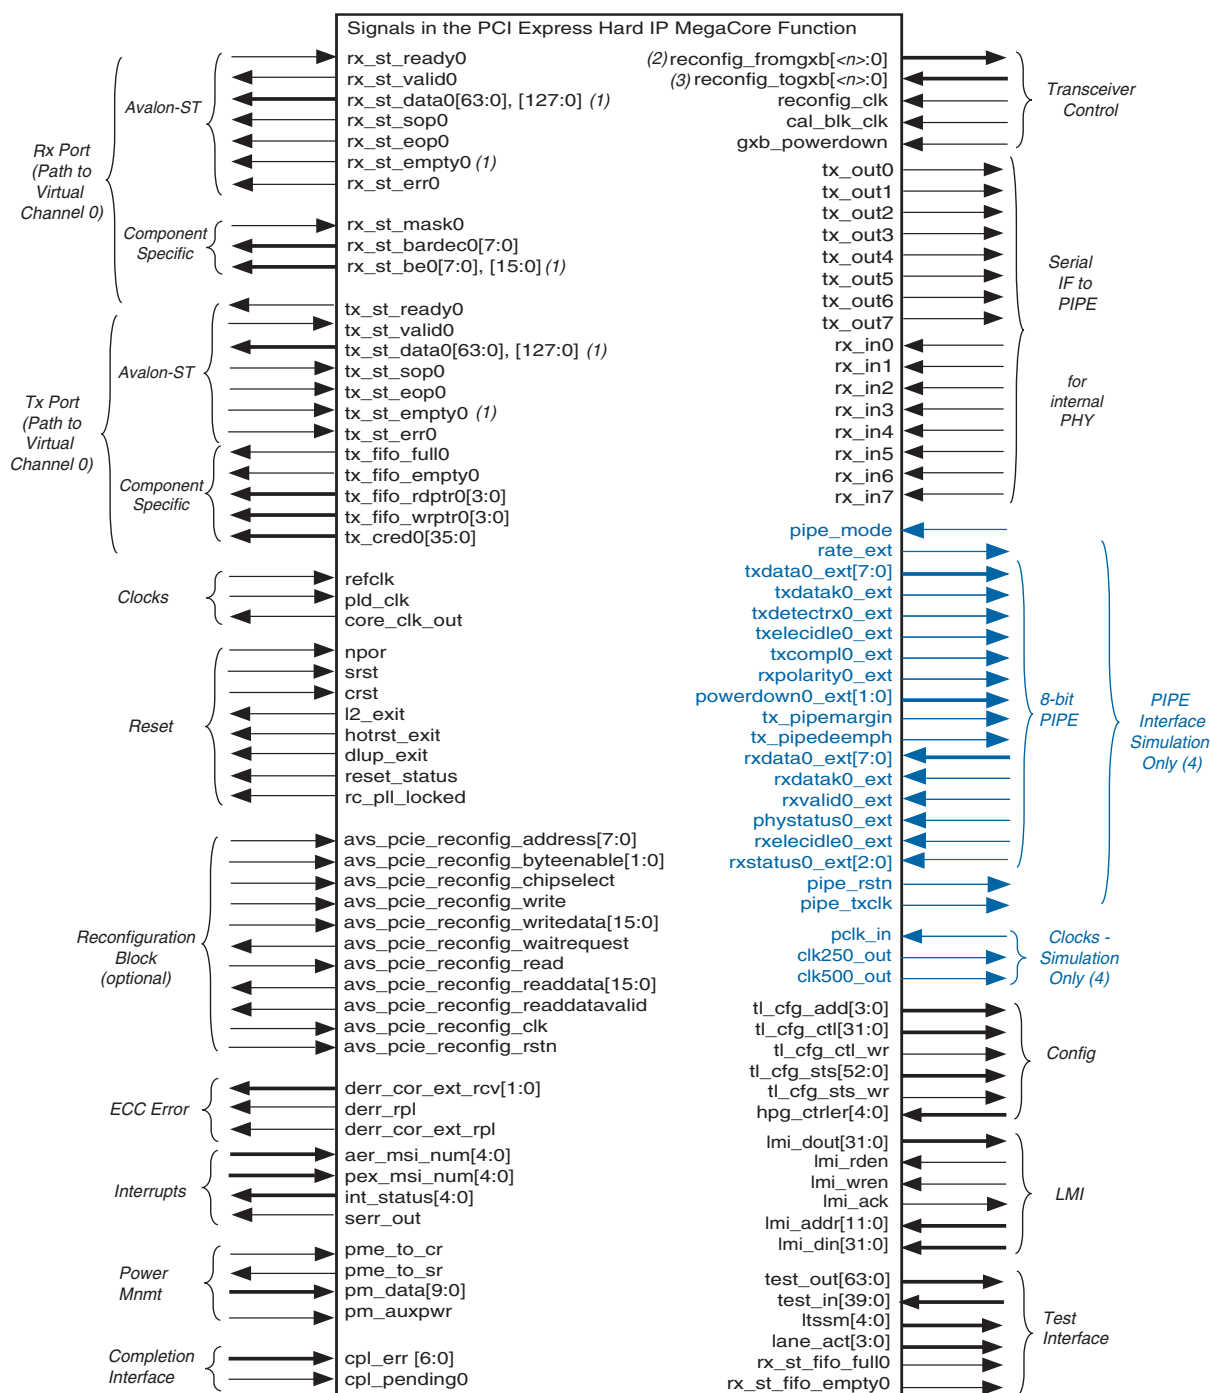 Signals in the PCI Express Hard IP MegaCore Function
Rx Port
(Path to
Virtual
Channel 0)
Avalon-ST
rx_st_ready0
rx_st_valid0
rx_st_data0[63:0], [127:0] (1)
rx_st_sop0
rx_st_eop0
rx_st_empty0 (1)
rx_st_err0
Component
Specific
rx_st_mask0
rx_st_bardec0[7:0]
rx_st_be0[7:0], [15:0] (1)
Tx Port
(Path to
Virtual
Channel 0)
Avalon-ST
tx_st_ready0
tx_st_valid0
tx_st_data0[63:0], [127:0] (1)
tx_st_sop0
tx_st_eop0
tx_st_empty0 (1)
tx_st_err0
Component
Specific
tx_fifo_full0
tx_fifo_empty0
tx_fifo_rdptr0[3:0]
tx_fifo_wrptr0[3:0]
tx_cred0[35:0]
Clocks
refclk
pld_clk
core_clk_out
Reset
npor
srst
crst
l2_exit
hotrst_exit
dlup_exit
reset_status
rc_pll_locked
Reconfiguration
Block
(optional)
avs_pcie_reconfig_address[7:0]
avs_pcie_reconfig_byteenable[1:0]
avs_pcie_reconfig_chipselect
avs_pcie_reconfig_write
avs_pcie_reconfig_writedata[15:0]
avs_pcie_reconfig_waitrequest
avs_pcie_reconfig_read
avs_pcie_reconfig_readdata[15:0]
avs_pcie_reconfig_readdatavalid
avs_pcie_reconfig_clk
avs_pcie_reconfig_rstn
ECC Error
derr_cor_ext_rcv[1:0]
derr_rpl
derr_cor_ext_rpl
Interrupts
aer_msi_num[4:0]
pex_msi_num[4:0]
int_status[4:0]
serr_out
Power
Mnmt
pme_to_cr
pme_to_sr
pm_data[9:0]
pm_auxpwr
Completion
Interface
cpl_err [6:0]
cpl_pending0
(2) reconfig_fromgxb[<n>:0]
(3) reconfig_togxb[<n>:0]
reconfig_clk
cal_blk_clk
gxb_powerdown
Transceiver
Control
tx_out0
tx_out1
tx_out2
tx_out3
tx_out4
tx_out5
tx_out6
tx_out7
rx_in0
rx_in1
rx_in2
rx_in3
rx_in4
rx_in5
rx_in6
rx_in7
Serial
IF to
PIPE
for
internal
PHY
pipe_mode
rate_ext
txdata0_ext[7:0]
txdatak0_ext
txdetectrx0_ext
txelecidle0_ext
txcompl0_ext
rxpolarity0_ext
powerdown0_ext[1:0]
tx_pipemargin
tx_pipedeemph
rxdata0_ext[7:0]
rxdatak0_ext
rxvalid0_ext
phystatus0_ext
rxelecidle0_ext
rxstatus0_ext[2:0]
pipe_rstn
pipe_txclk
8-bit
PIPE
PIPE
Interface
Simulation
Only (4)
pclk_in
clk250_out
clk500_out
Clocks -
Simulation
Only (4)
tl_cfg_add[3:0]
tl_cfg_ctl[31:0]
tl_cfg_ctl_wr
tl_cfg_sts[52:0]
tl_cfg_sts_wr
hpg_ctrler[4:0]
Config
lmi_dout[31:0]
lmi_rden
lmi_wren
lmi_ack
lmi_addr[11:0]
lmi_din[31:0]
LMI
test_out[63:0]
test_in[39:0]
ltssm[4:0]
lane_act[3:0]
rx_st_fifo_full0
rx_st_fifo_empty0
Test
Interface